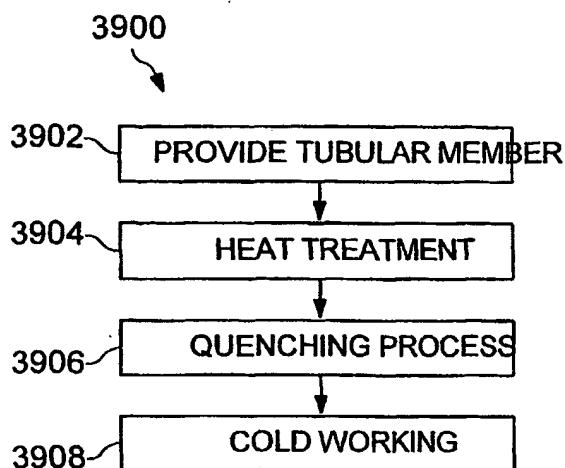 3900
3902 PROVIDE TUBULAR MEMBER
3904 HEAT TREATMENT
3906 QUENCHING PROCESS
3908 COLD WORKING